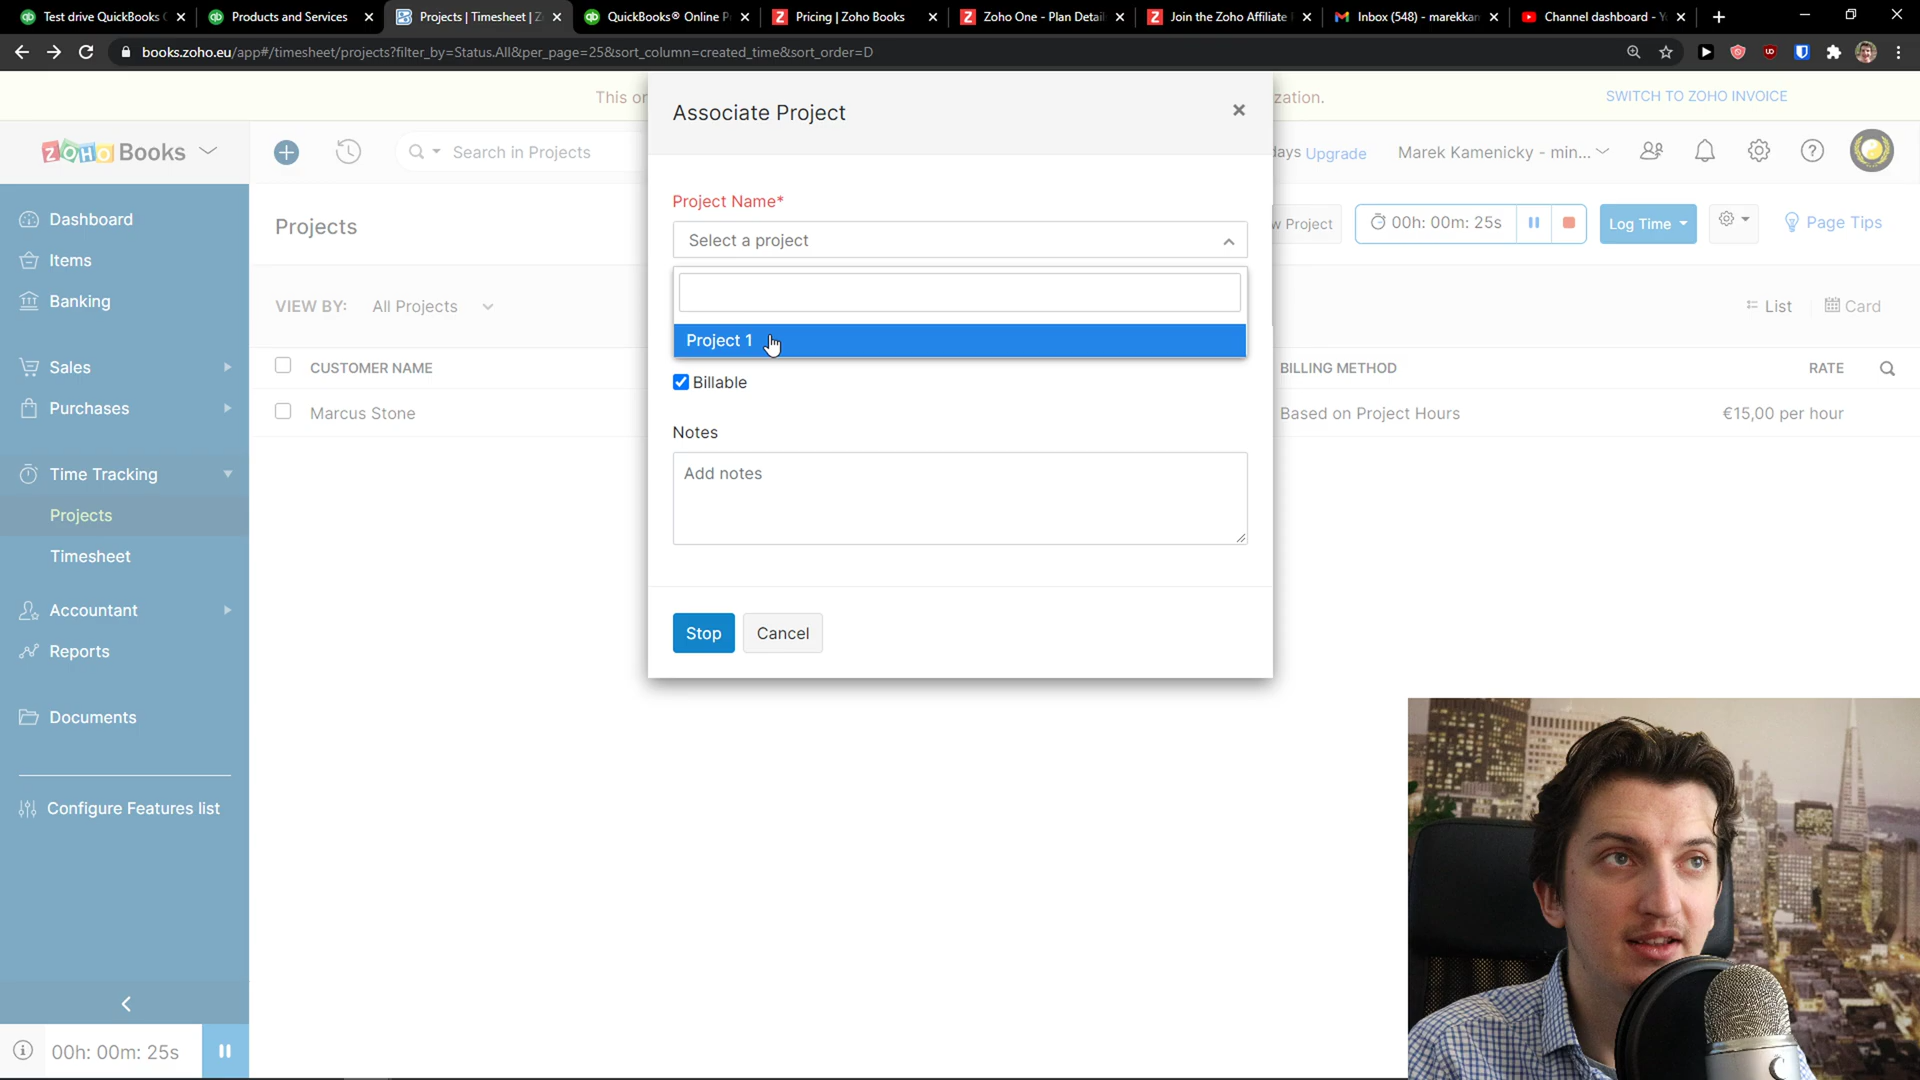 Test drive QuickBooks
Products and Services
Projects | Timesheet | Z
QuickBooks® Online P
Pricing | Zoho Books
Zoho One - Plan Detail
Join the Zoho Affiliate
Inbox (548) - marekkam
Channel dashboard - Y
books.zoho.eu/app#/timesheet/projects?filter_by=Status.All&per_page=25&sort_column=created_time&sort_order=D
This or
zation.
SWITCH TO ZOHO INVOICE
Associate Project
ZOHO Books
Search in Projects
days Upgrade
Marek Kamenicky - min...
Dashboard
Items
Banking
Sales
Purchases
Time Tracking
Projects
Timesheet
Accountant
Reports
Documents
Configure Features list
00h: 00m: 25s
Projects
w Project
00h: 00m: 25s
Log Time
Page Tips
VIEW BY: All Projects
List
Card
CUSTOMER NAME
BILLING METHOD
RATE
Marcus Stone
Based on Project Hours
€15,00 per hour
Project Name*
Select a project
Project 1
Billable
Notes
Add notes
Stop
Cancel